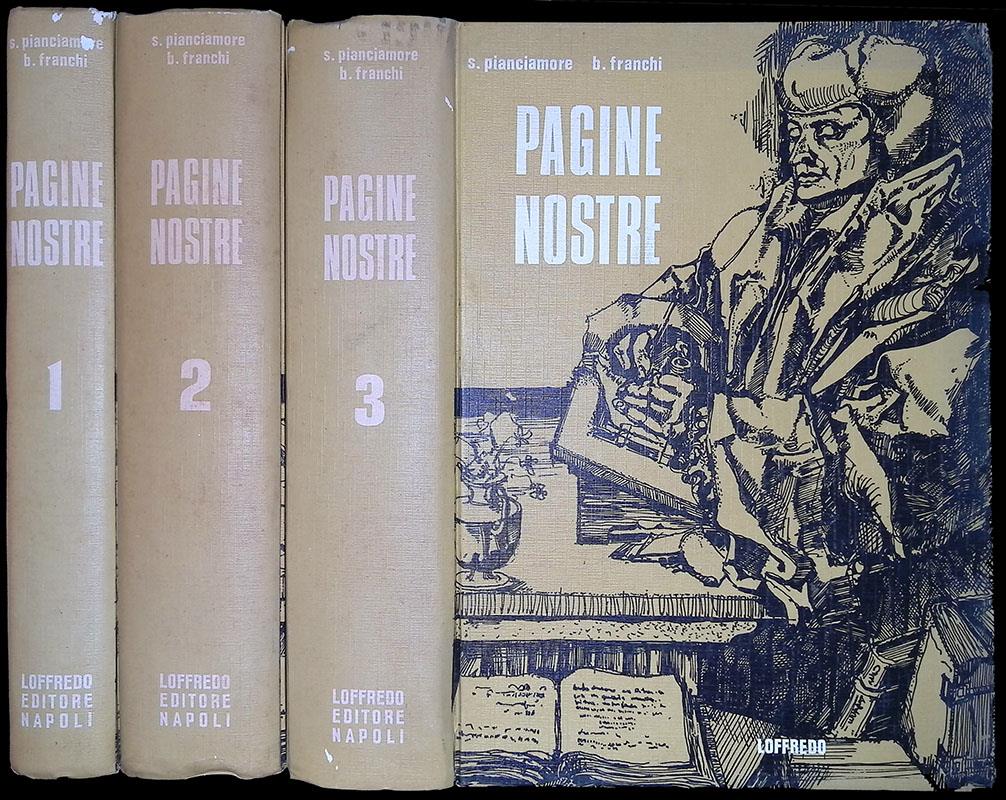 s. pianciamore
b. franchi
PAGINE
NOSTRE
1
LOFFREDO
EDITORE
NAPOLI
s. pianciamore
b. franchi
PAGINE
NOSTRE
2
LOFFREDO
EDITORE
NAPOLI
s. pianciamore
b. franchi
PAGINE
NOSTRE
3
LOFFREDO
EDITORE
NAPOLI
s. pianciamore b. franchi
PAGINE
NOSTRE
LOFFREDO